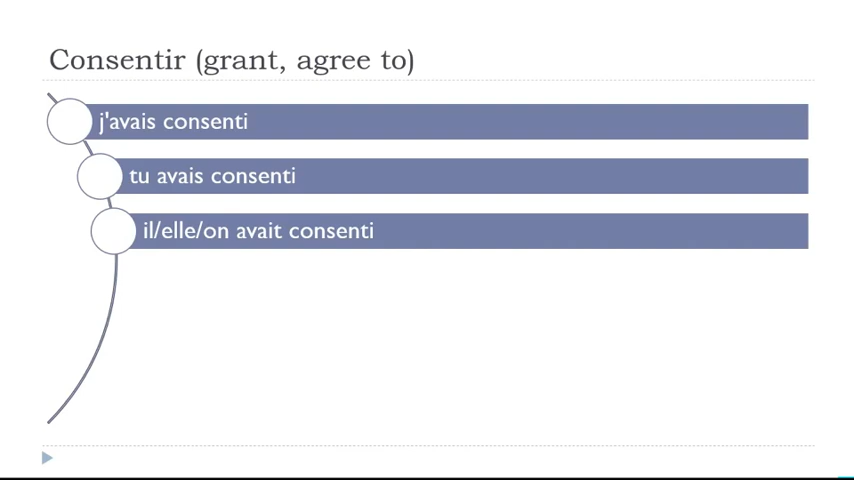 Consentir (grant, agree to)
j'avais consenti
tu avais consenti
il/elle/on avait consenti